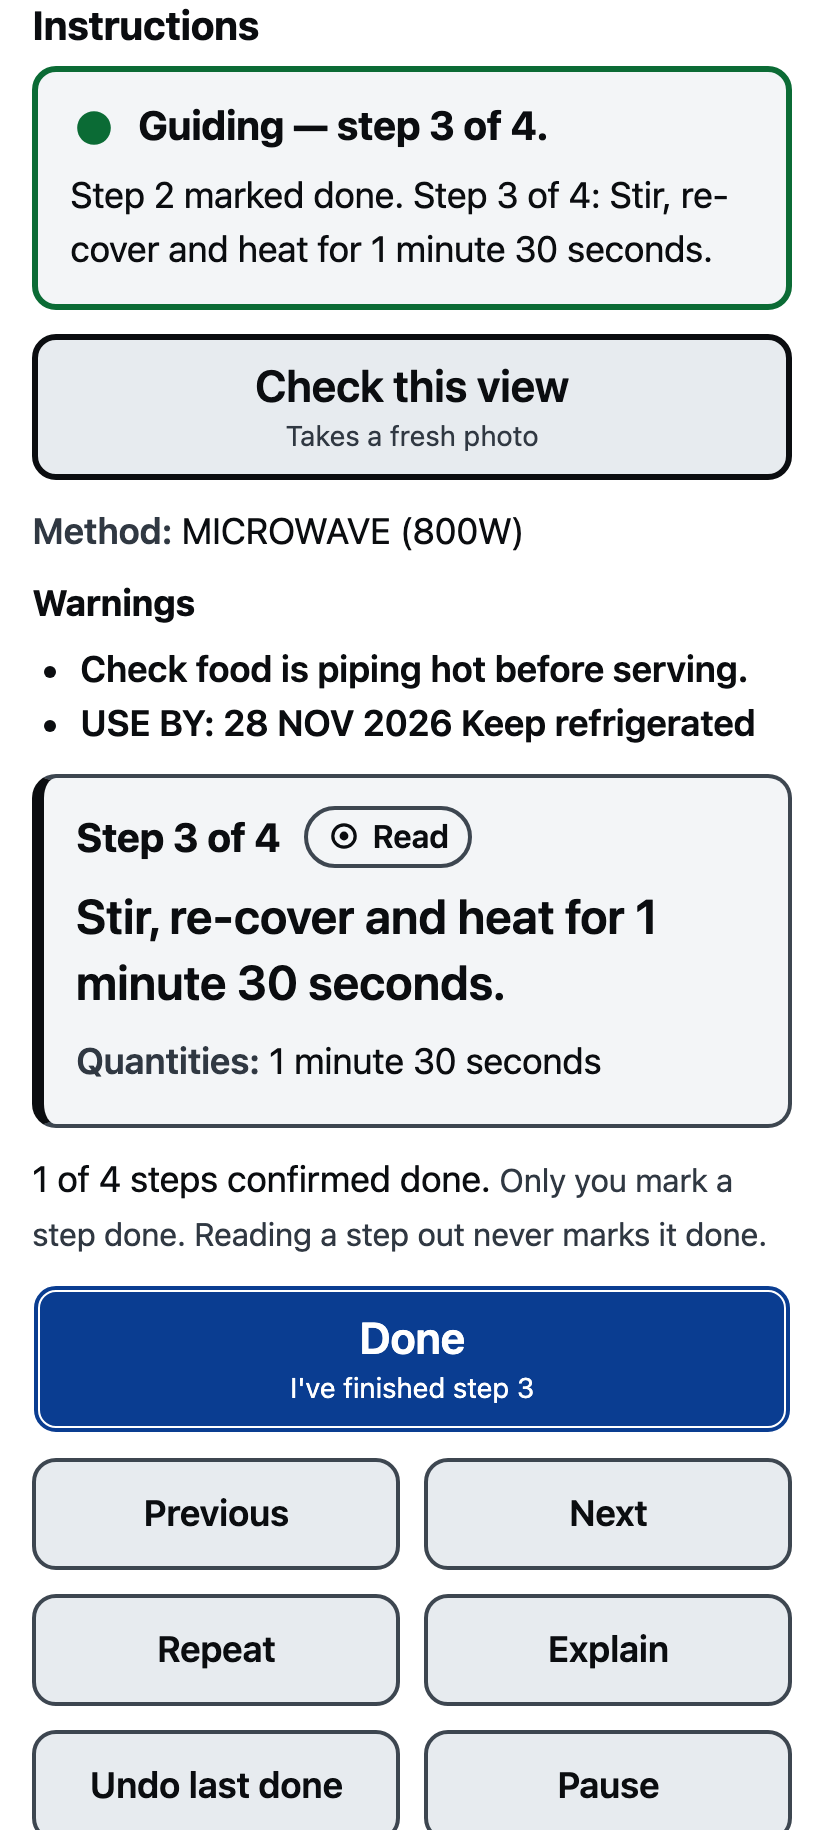 Instructions
Guiding — step 3 of 4.
Step 2 marked done. Step 3 of 4: Stir, re-
cover and heat for 1 minute 30 seconds.
Check this view
Takes a fresh photo
Method: MICROWAVE (800W)
Warnings
• Check food is piping hot before serving.
• USE BY: 28 NOV 2026 Keep refrigerated
Step 3 of 4 Read
Stir, re-cover and heat for 1
minute 30 seconds.
Quantities: 1 minute 30 seconds
1 of 4 steps confirmed done. Only you mark a
step done. Reading a step out never marks it done.
Done
I've finished step 3
Previous Next
Repeat Explain
Undo last done Pause